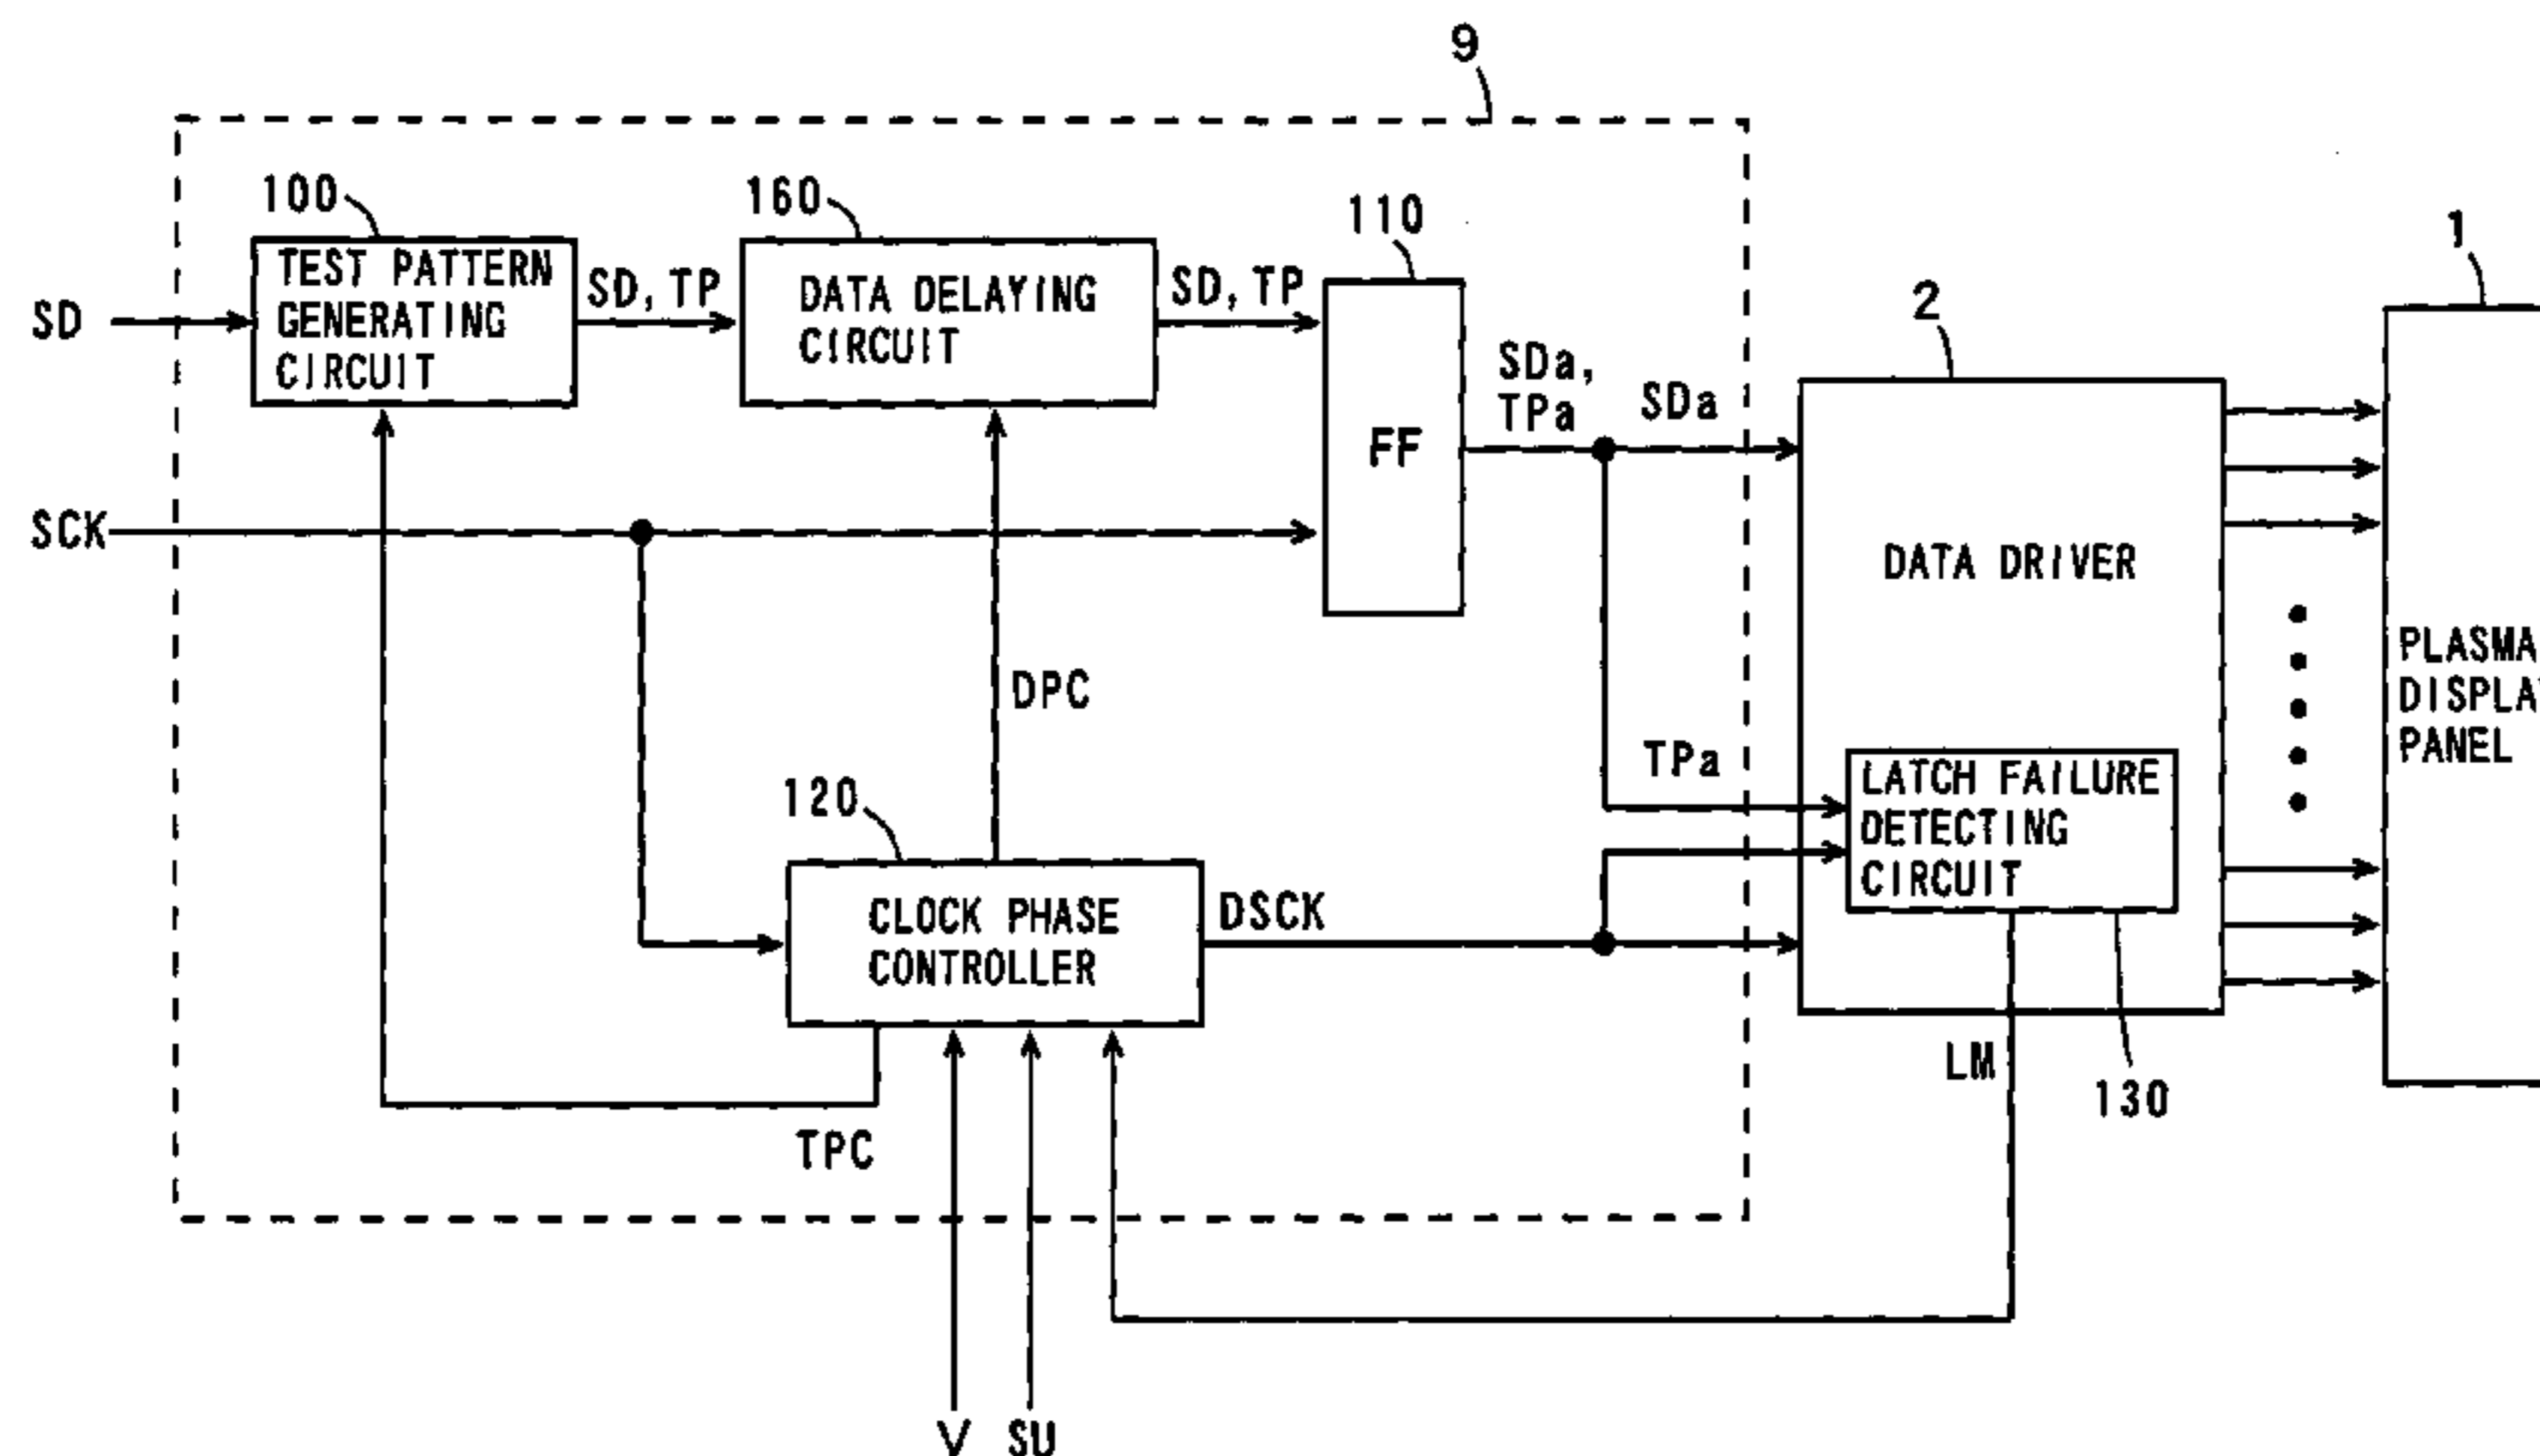 9
100
160
110
1
TEST PATTERN
GENERATING
CIRCUIT
SD, TP
DATA DELAYING
CIRCUIT
SD, TP
SD
2
SDa,
TPa
SDa
FF
SCK
DATA DRIVER
DPC
PLASMA
DISPLAY
PANEL
TPa
120
LATCH FAILURE
DETECTING
CIRCUIT
CLOCK PHASE
CONTROLLER
DSCK
LM
130
TPC
V
SU